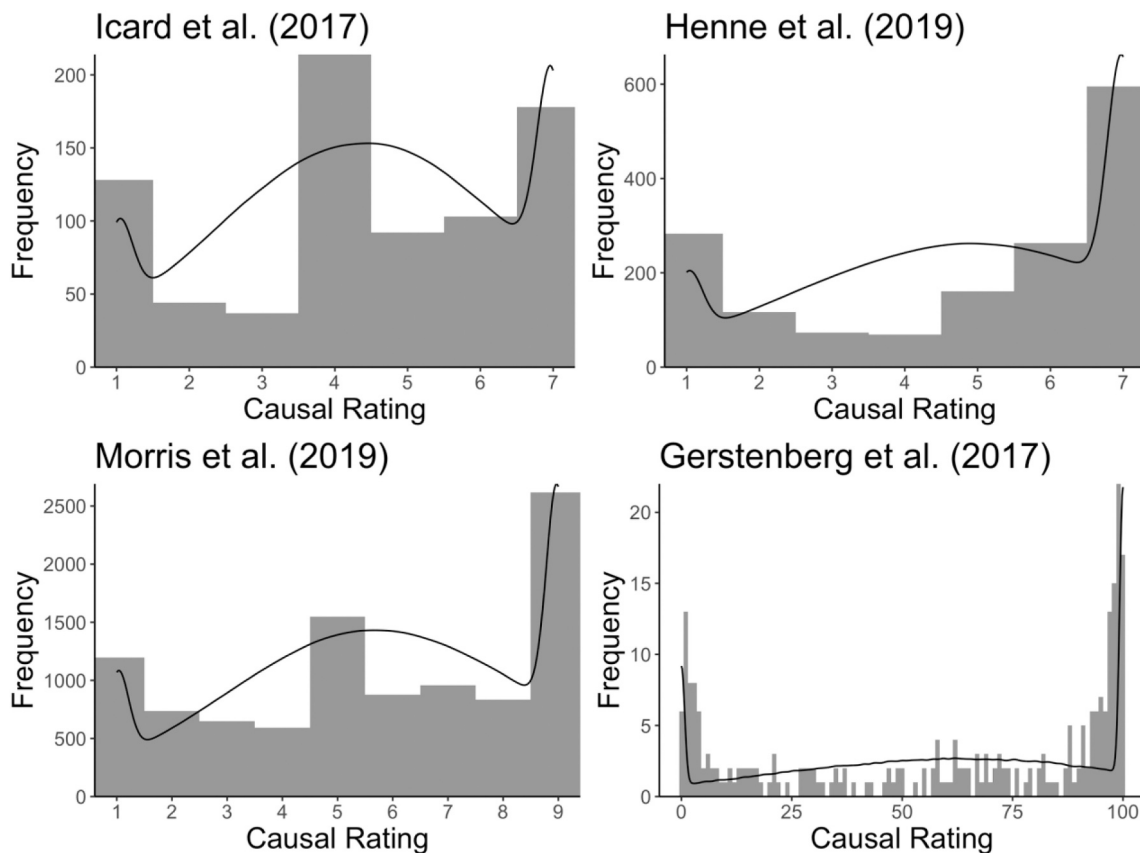 Icard et al. (2017)
Frequency
200
150
100
50
0
1 2 3 4 5 6 7
Causal Rating
Henne et al. (2019)
Frequency
600
400
200
0
1 2 3 4 5 6 7
Causal Rating
Morris et al. (2019)
Frequency
2500
2000
1500
1000
500
0
1 2 3 4 5 6 7 8 9
Causal Rating
Gerstenberg et al. (2017)
Frequency
20
15
10
5
0
0 25 50 75 100
Causal Rating